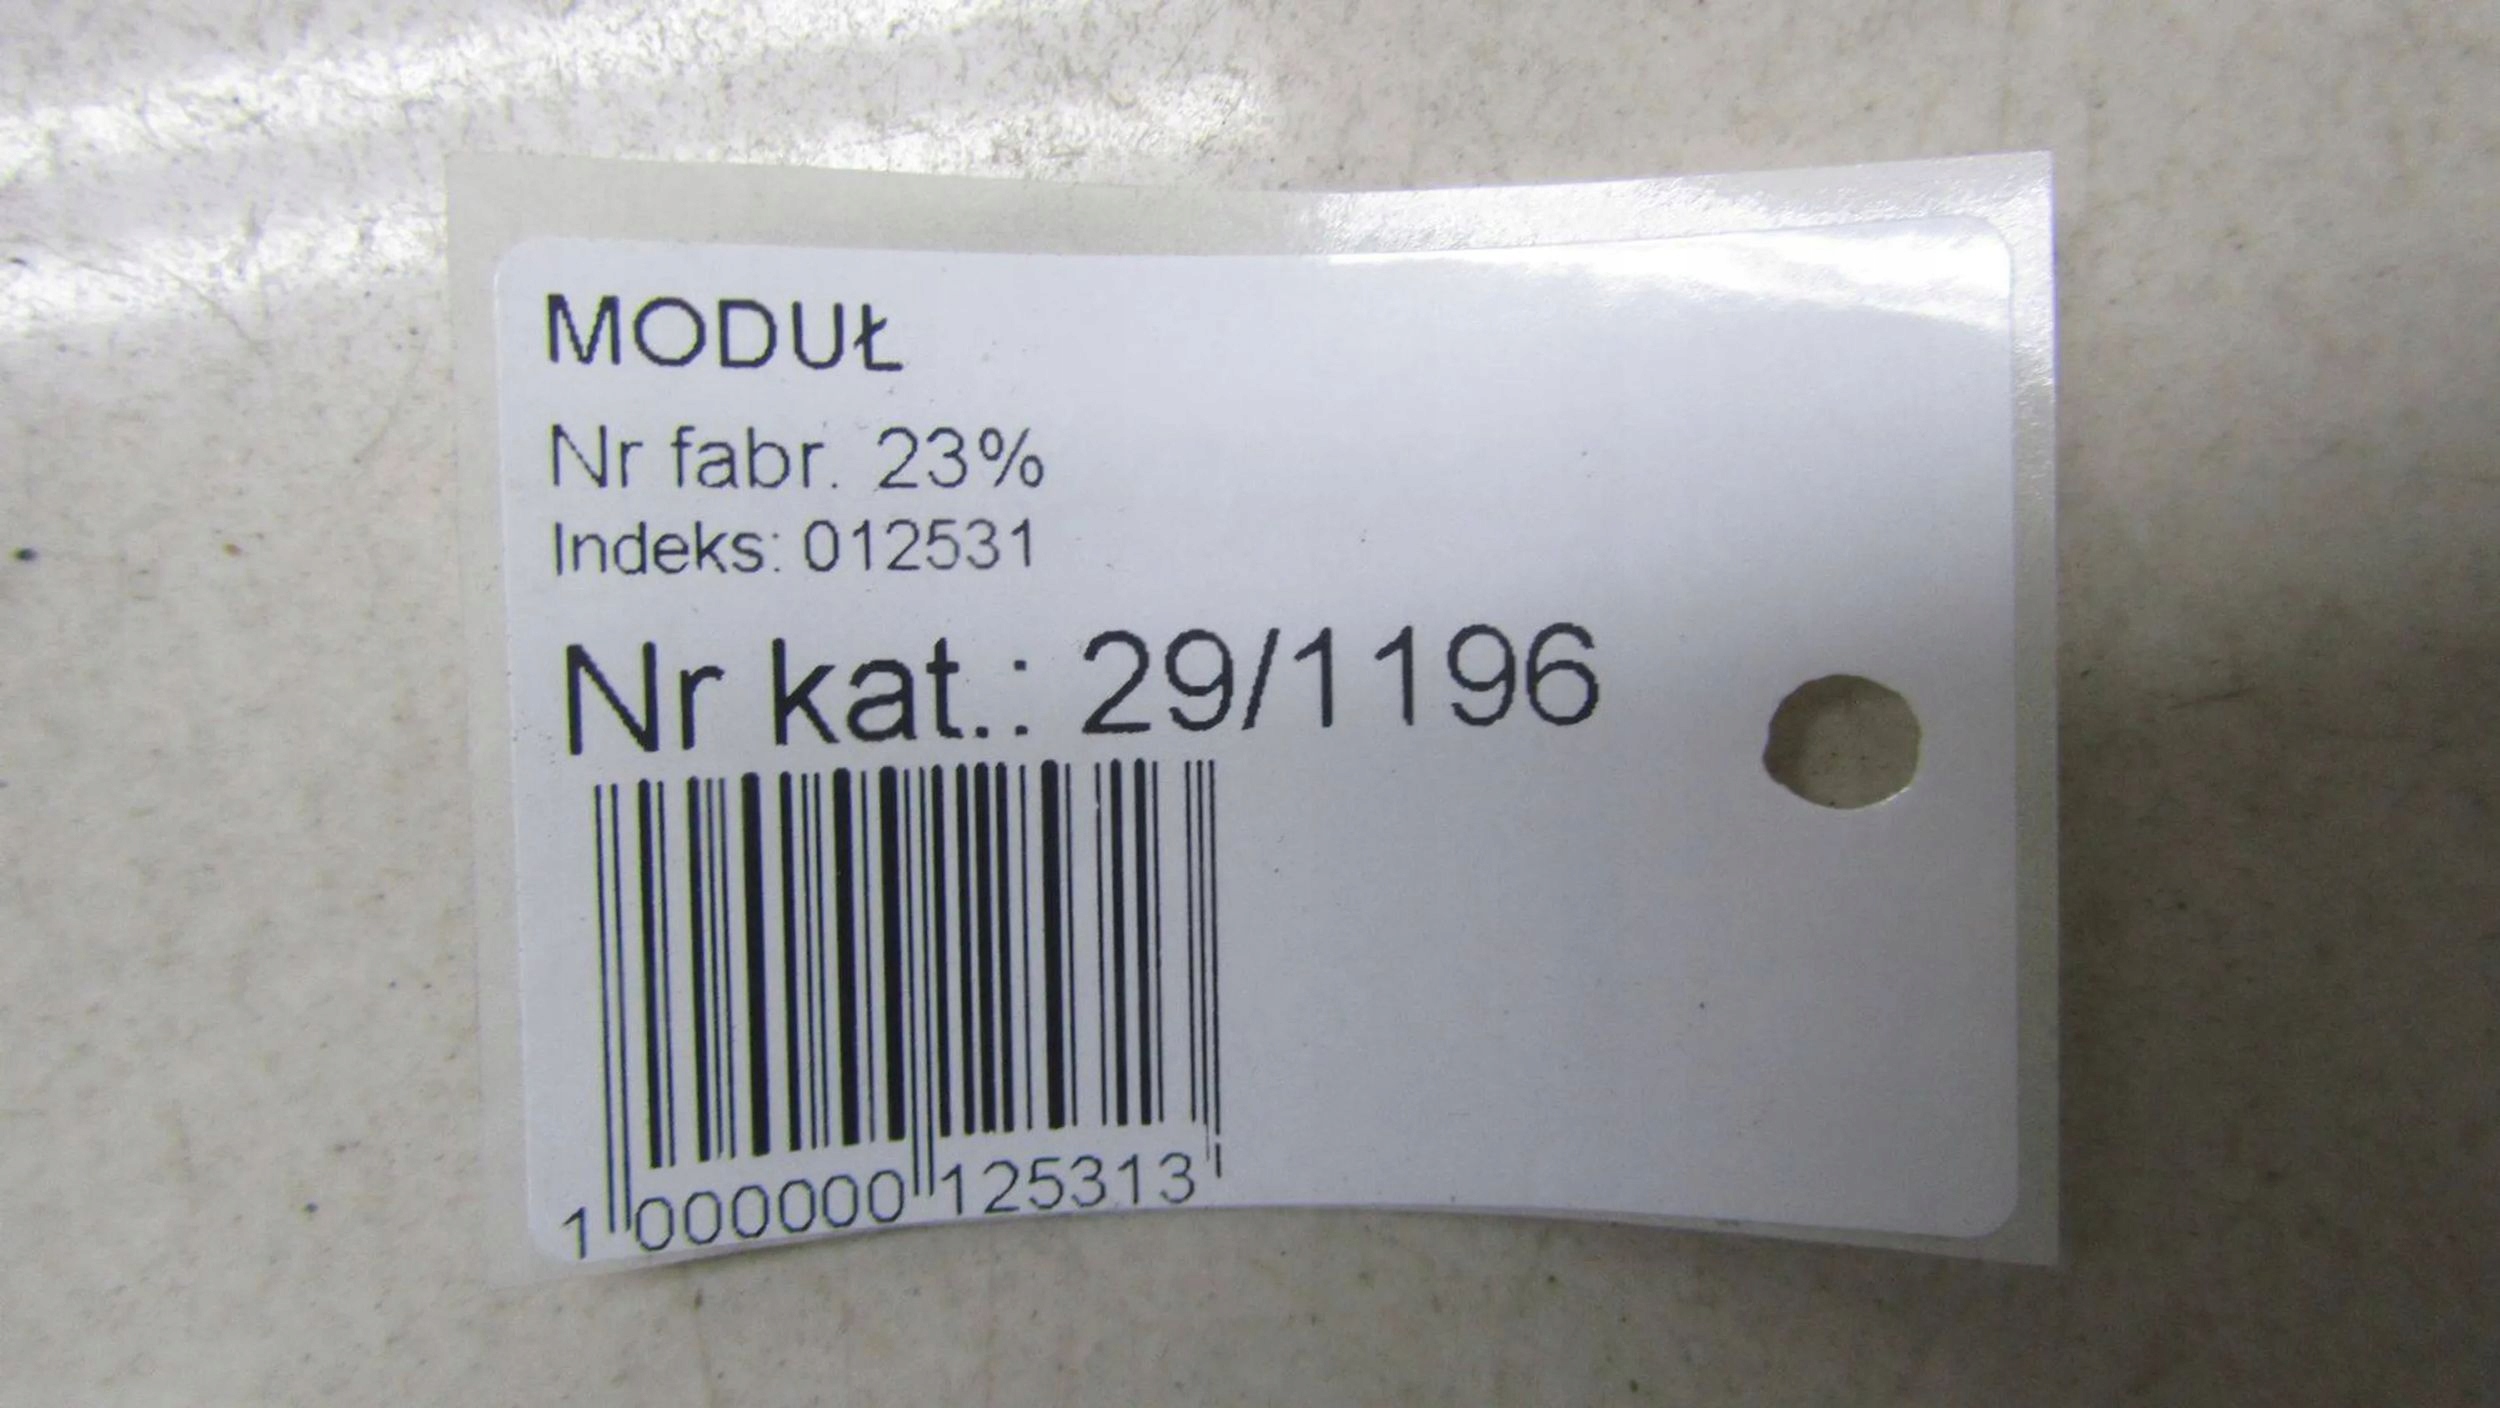 MODUŁ
Nr fabr. 23%
Indeks: 012531
Nr kat.: 29/1196
1 000000 125313